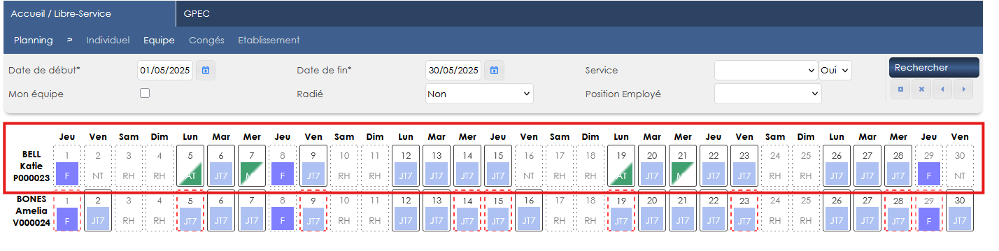 Accueil / Libre-Service GPEC
Planning > Individuel Equipe Congés Etablissement
Date de début* 01/05/2025 Date de fin* 30/05/2025 Service Oui Rechercher
Mon équipe Radié Non Position Employé
Jeu Ven Sam Dim Lun Mar Mer Jeu Ven Sam Dim Lun Mar Mer Jeu Ven Sam Dim Lun Mar Mer Jeu Ven Sam Dim Lun Mar Mer Jeu Ven
BELL 1 2 3 4 5 6 7 8 9 10 11 12 13 14 15 16 17 18 19 20 21 22 23 24 25 26 27 28 29 30
Katie
P000023 F NT RH RH AT JT7 M F JT7 RH RH JT7 JT7 JT7 JT7 NT RH RH AT JT7 M JT7 JT7 RH RH JT7 JT7 JT7 F NT
BONES 1 2 3 4 5 6 7 8 9 10 11 12 13 14 15 16 17 18 19 20 21 22 23 24 25 26 27 28 29 30
Amelia
V000024 F JT7 RH RH JT7 JT7 JT7 F JT7 RH RH JT7 JT7 JT7 JT7 JT7 RH RH JT7 JT7 JT7 JT7 JT7 RH RH JT7 JT7 JT7 F JT7